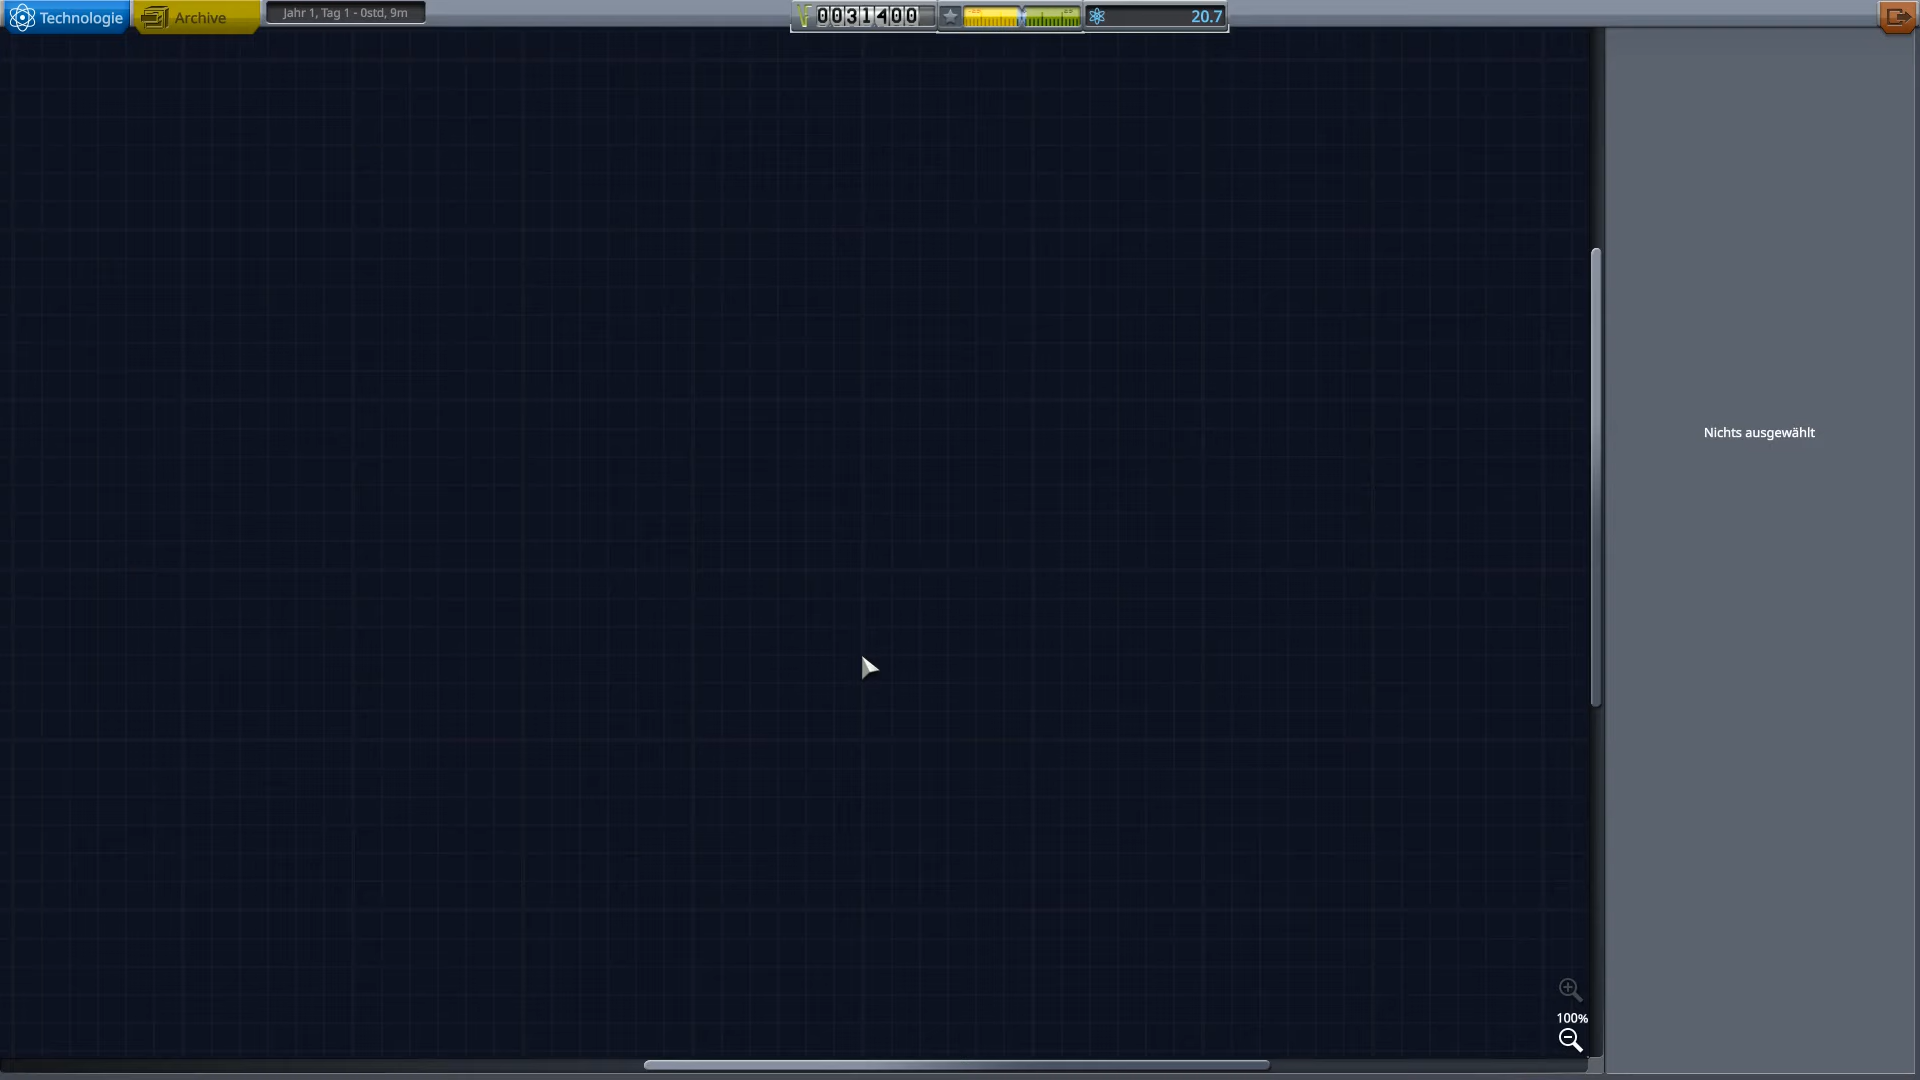 Technologie
Archive
Jahr 1, Tag 1 - 0std, 9m
0031400
20.7
Nichts ausgewählt
100%